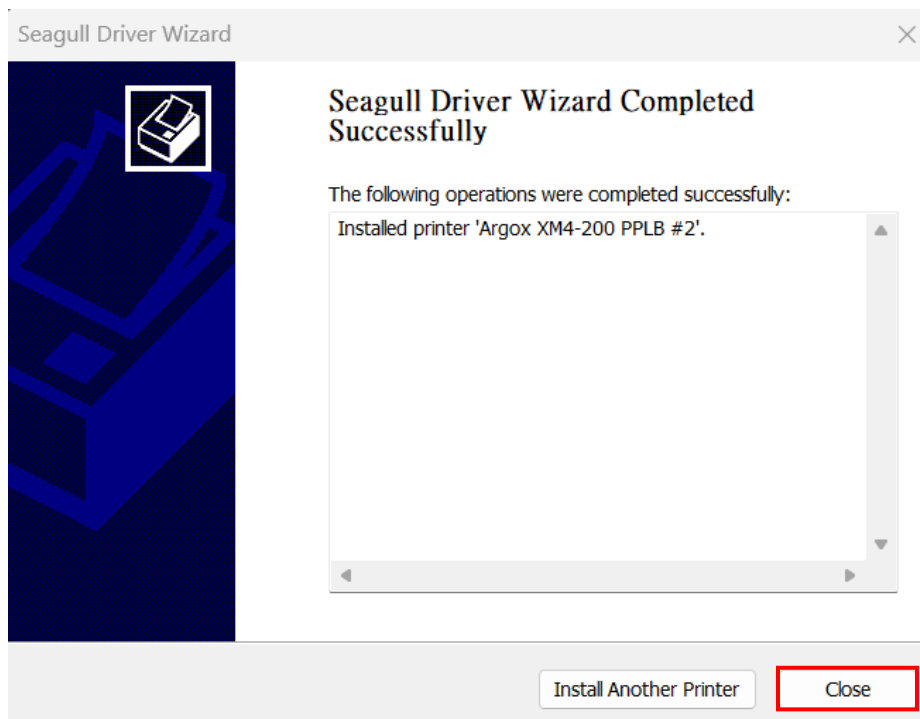 Seagull Driver Wizard
Seagull Driver Wizard Completed
Successfully
The following operations were completed successfully:
Installed printer 'Argox XM4-200 PPLB #2'.
Install Another Printer
Close